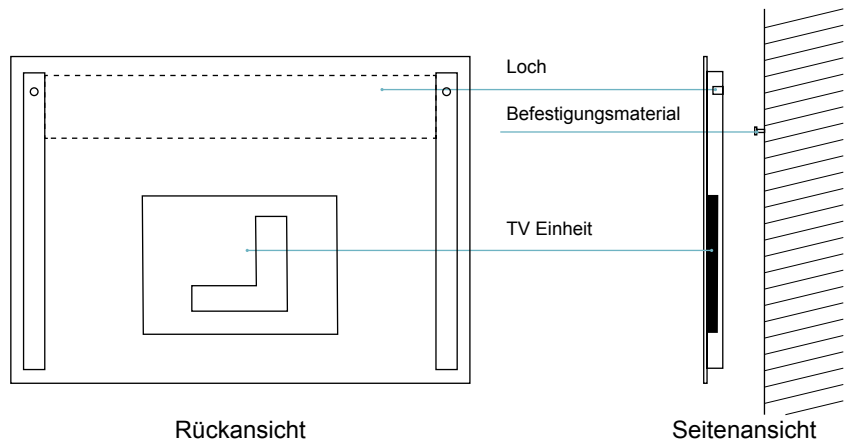 Loch
Befestigungsmaterial
TV Einheit
Rückansicht
Seitenansicht